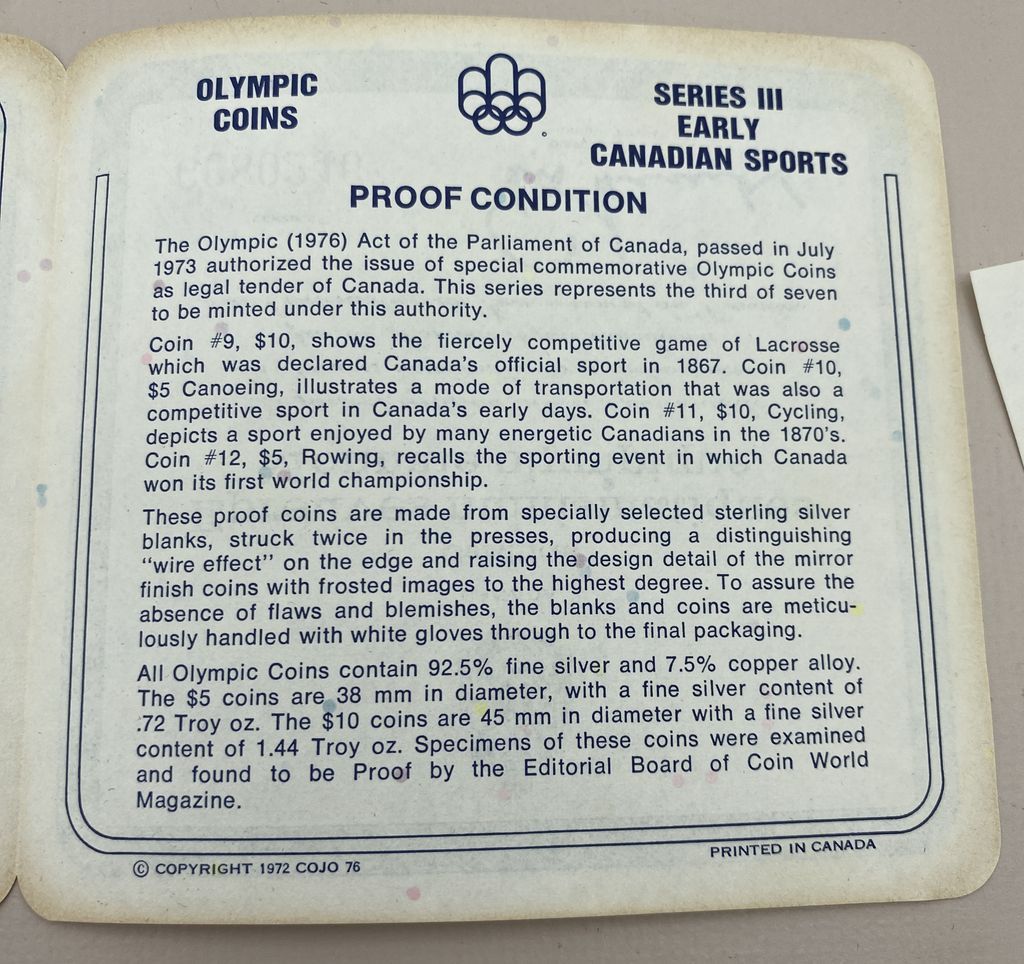 OLYMPIC
COINS
SERIES III
EARLY
CANADIAN SPORTS
PROOF CONDITION
The Olympic (1976) Act of the Parliament of Canada, passed in July
1973 authorized the issue of special commemorative Olympic Coins
as legal tender of Canada. This series represents the third of seven
to be minted under this authority.
Coin #9, $10, shows the fiercely competitive game of Lacrosse
which was declared Canada's official sport in 1867. Coin #10,
$5 Canoeing, illustrates a mode of transportation that was also a
competitive sport in Canada's early days. Coin #11, $10, Cycling,
depicts a sport enjoyed by many energetic Canadians in the 1870's.
Coin #12, $5, Rowing, recalls the sporting event in which Canada
won its first world championship.
These proof coins are made from specially selected sterling silver
blanks, struck twice in the presses, producing a distinguishing
"wire effect" on the edge and raising the design detail of the mirror
finish coins with frosted images to the highest degree. To assure the
absence of flaws and blemishes, the blanks and coins are meticu-
lously handled with white gloves through to the final packaging.
All Olympic Coins contain 92.5% fine silver and 7.5% copper alloy.
The $5 coins are 38 mm in diameter, with a fine silver content of
.72 Troy oz. The $10 coins are 45 mm in diameter with a fine silver
content of 1.44 Troy oz. Specimens of these coins were examined
and found to be Proof by the Editorial Board of Coin World
Magazine.
© COPYRIGHT 1972 COJO 76
PRINTED IN CANADA